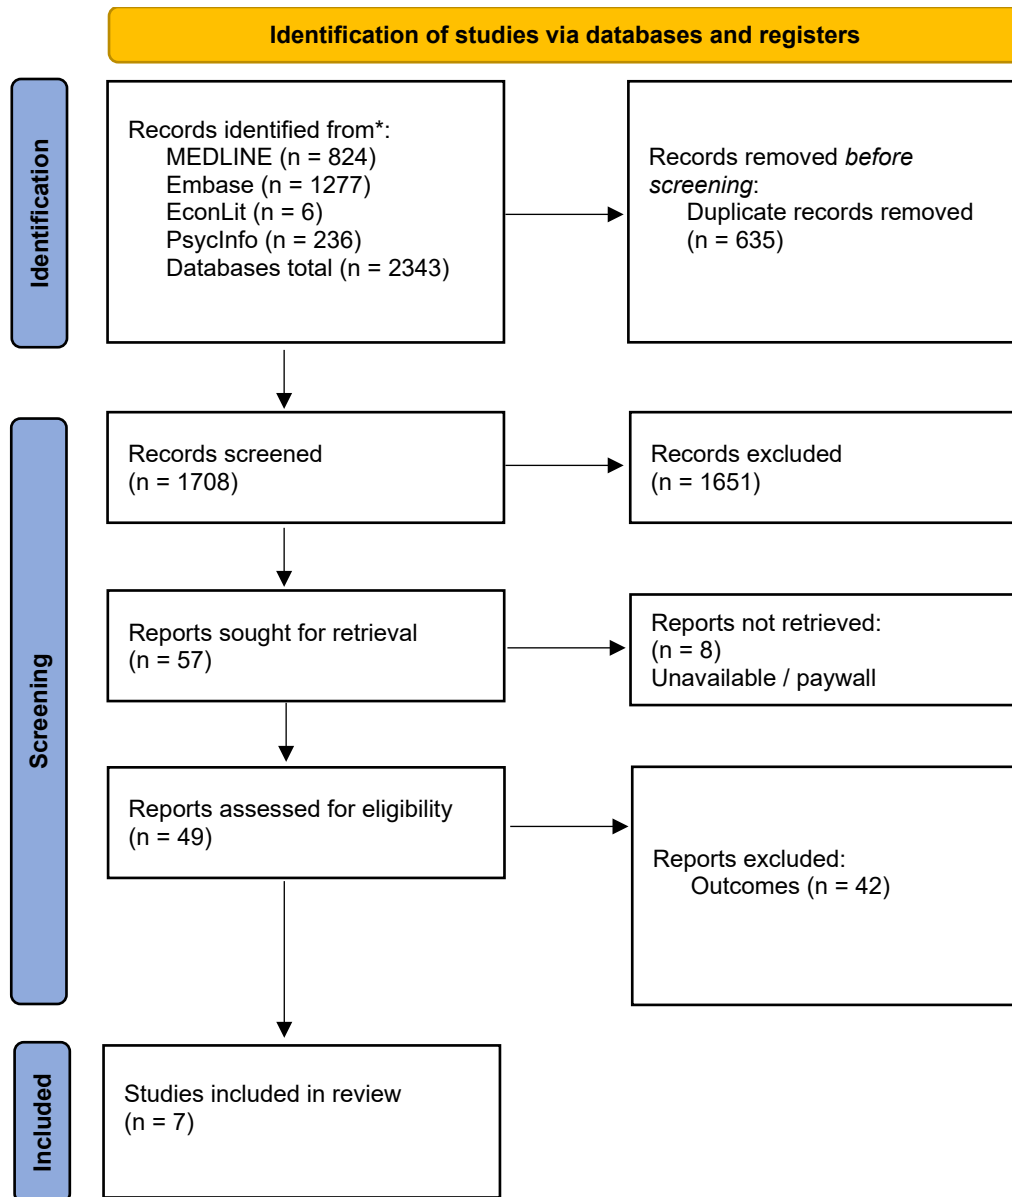 Identification of studies via databases and registers
Identification
Records identified from*:
MEDLINE (n = 824)
Embase (n = 1277)
EconLit (n = 6)
PsycInfo (n = 236)
Databases total (n = 2343)
Records removed before
screening:
Duplicate records removed
(n = 635)
Screening
Records screened
(n = 1708)
Records excluded
(n = 1651)
Reports sought for retrieval
(n = 57)
Reports not retrieved:
(n = 8)
Unavailable / paywall
Reports assessed for eligibility
(n = 49)
Reports excluded:
Outcomes (n = 42)
Included
Studies included in review
(n = 7)